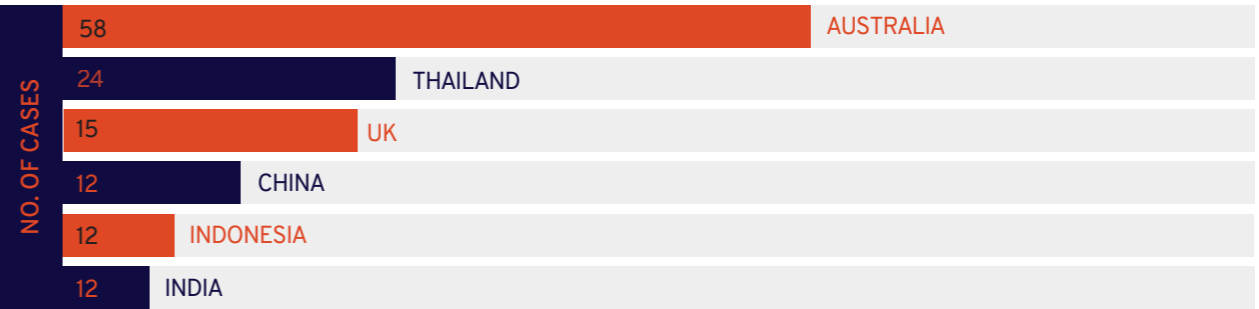 NO. OF CASES
58 AUSTRALIA
24 THAILAND
15 UK
12 CHINA
12 INDONESIA
12 INDIA